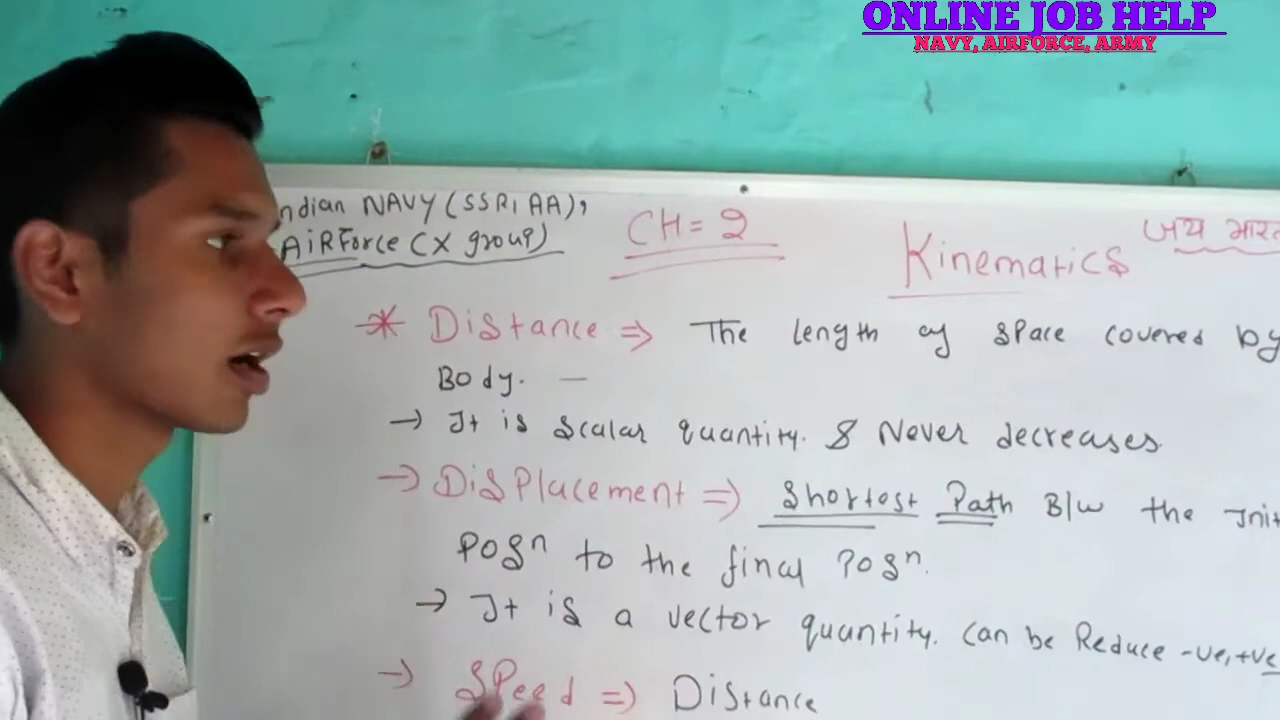 ONLINE JOB HELP
NAVY, AIRFORCE, ARMY
ndian NAVY (SSR, AA),
AiRForce (X group)
CH = 2
Kinematics
जय भारत
* Distance => The length of space covered by
Body. —
→ It is scalar quantity. & Never decreases
→ Displacement => Shortest Path B/w the Init
Posn to the final Posn.
→ It is a vector quantity. Can be Reduce -ve, +ve
→ Speed => Distance